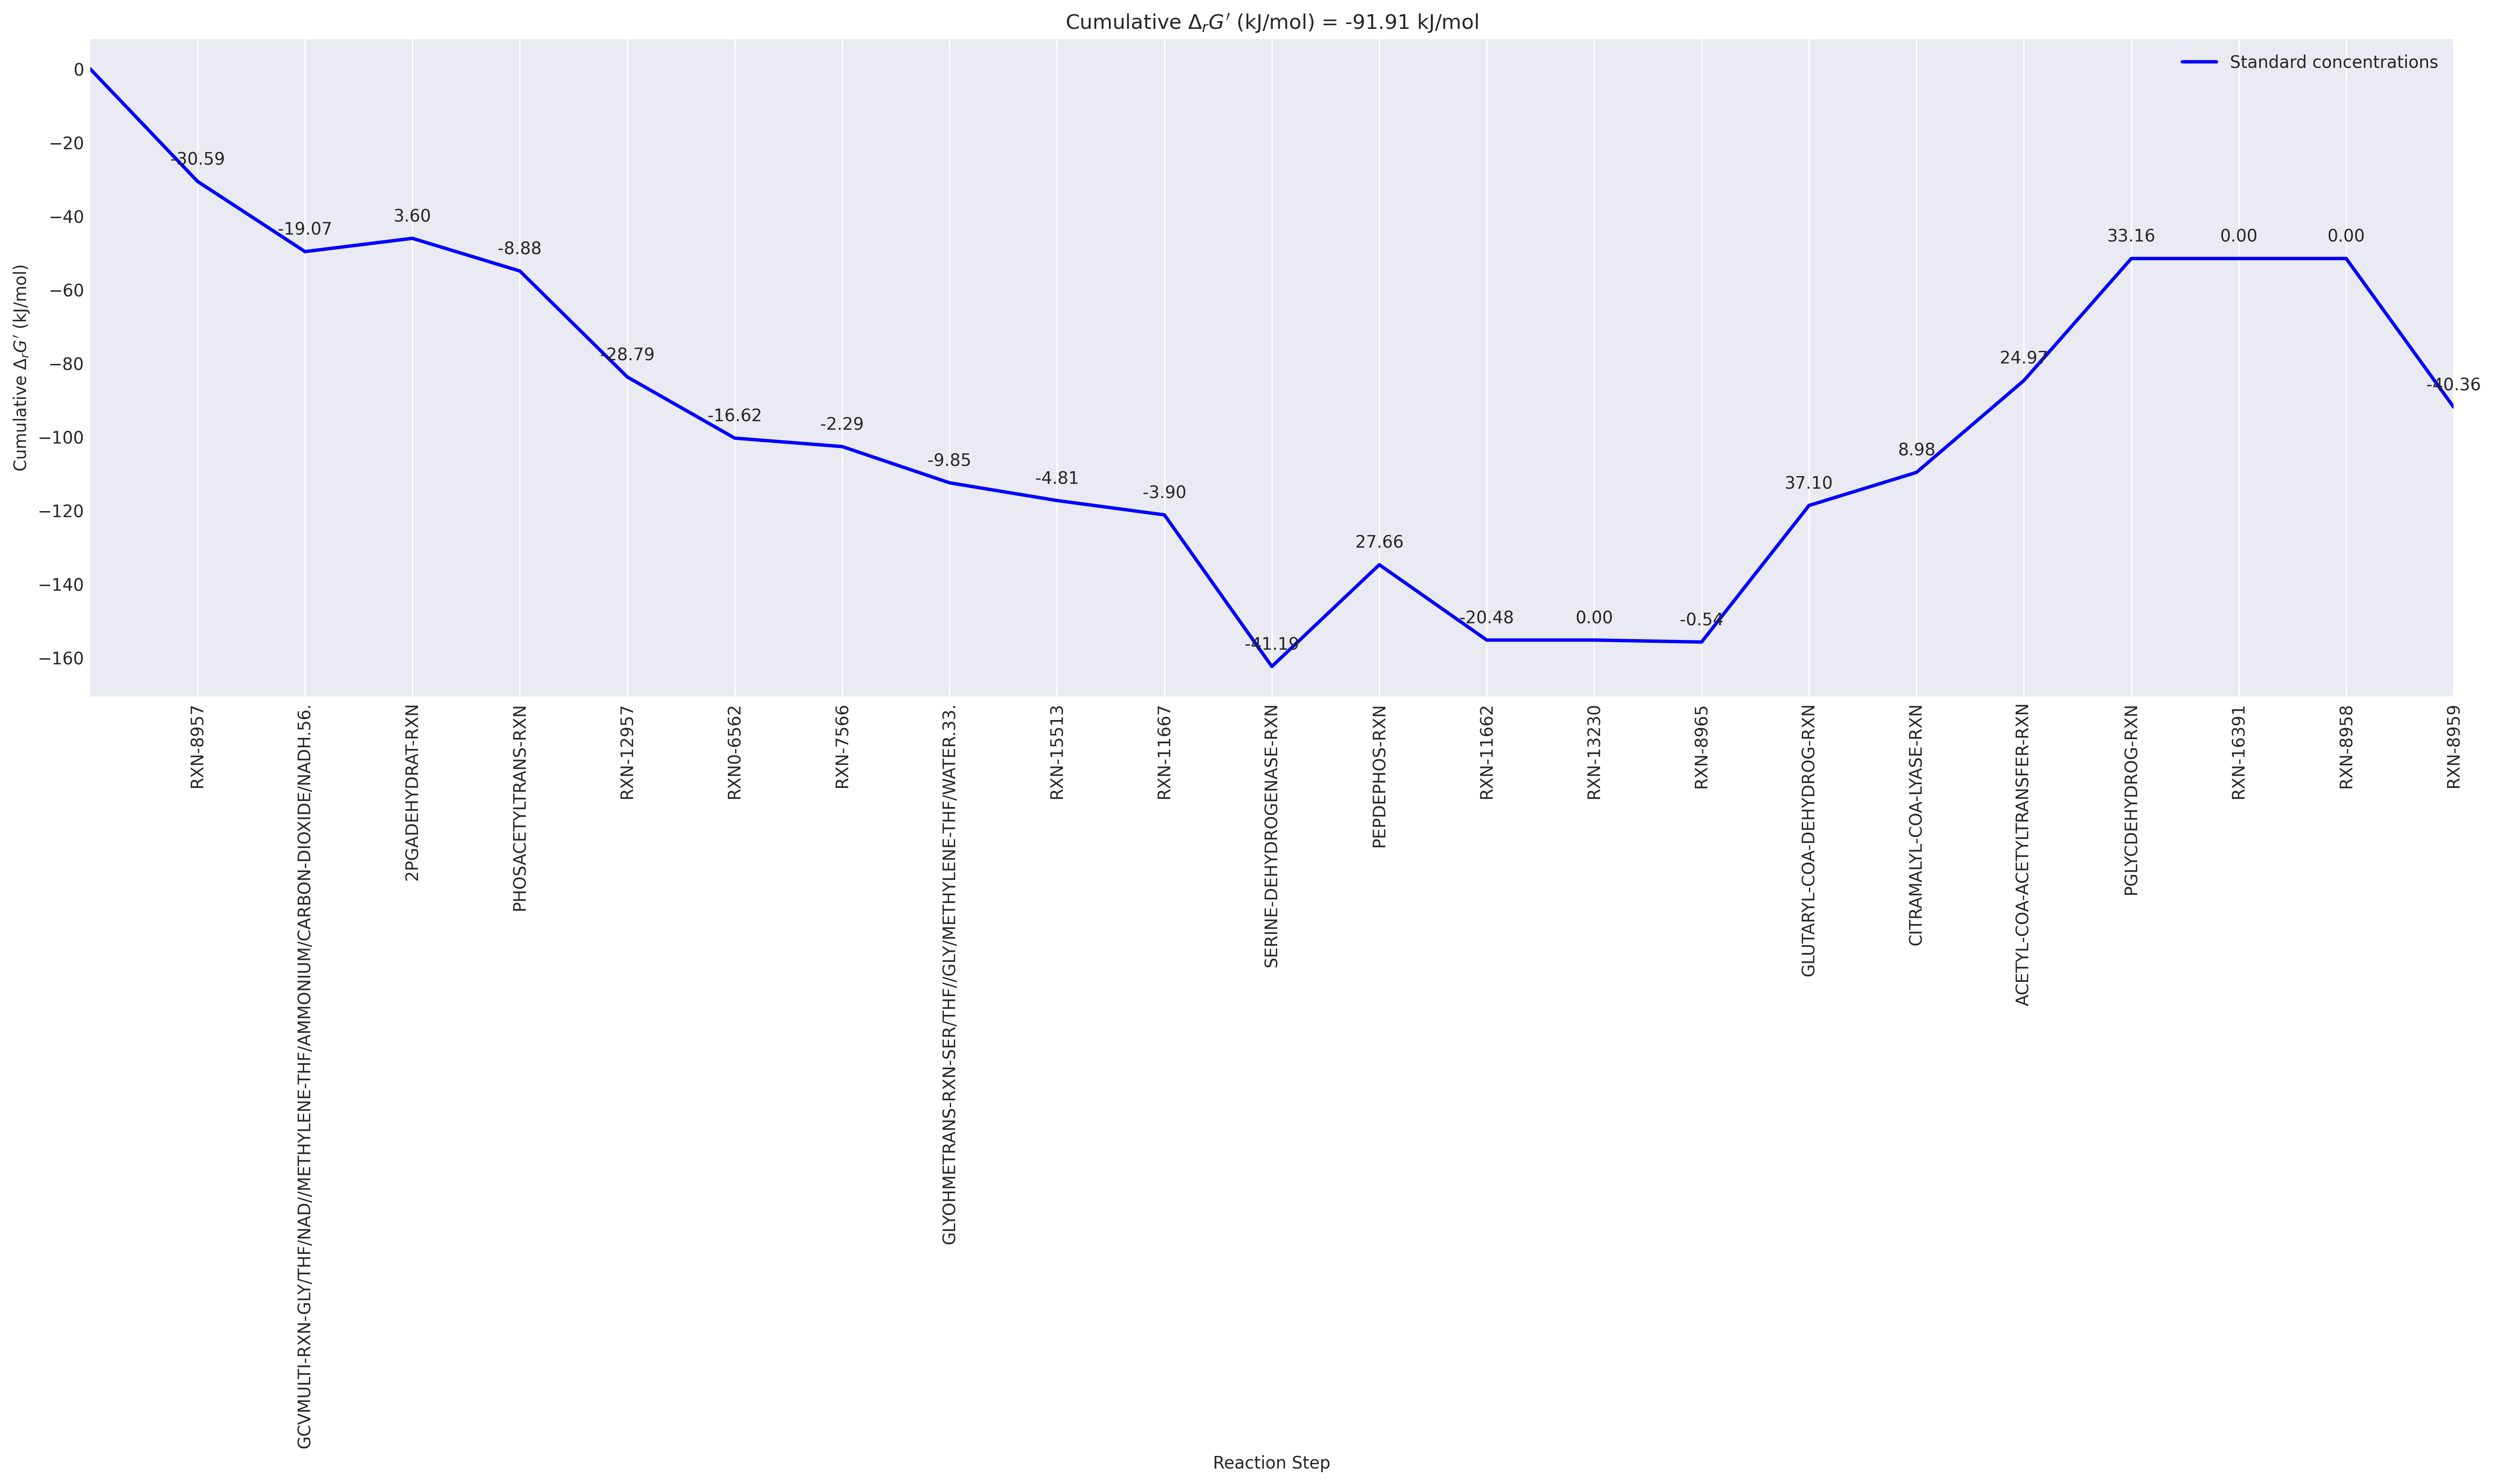 Cumulative ΔrG′ (kJ/mol) = -91.91 kJ/mol
Standard concentrations
Cumulative ΔrG′ (kJ/mol)
0
−20
−40
−60
−80
−100
−120
−140
−160
-30.59
-19.07
3.60
-8.88
-28.79
-16.62
-2.29
-9.85
-4.81
-3.90
-41.19
27.66
-20.48
0.00
-0.54
37.10
8.98
24.97
33.16
0.00
0.00
-40.36
RXN-8957
GCVMULTI-RXN-GLY/THF/NAD//METHYLENE-THF/AMMONIUM/CARBON-DIOXIDE/NADH.56.
2PGADEHYDRAT-RXN
PHOSACETYLTRANS-RXN
RXN-12957
RXN0-6562
RXN-7566
GLYOHMETRANS-RXN-SER/THF//GLY/METHYLENE-THF/WATER.33.
RXN-15513
RXN-11667
SERINE-DEHYDROGENASE-RXN
PEPDEPHOS-RXN
RXN-11662
RXN-13230
RXN-8965
GLUTARYL-COA-DEHYDROG-RXN
CITRAMALYL-COA-LYASE-RXN
ACETYL-COA-ACETYLTRANSFER-RXN
PGLYCDEHYDROG-RXN
RXN-16391
RXN-8958
RXN-8959
Reaction Step